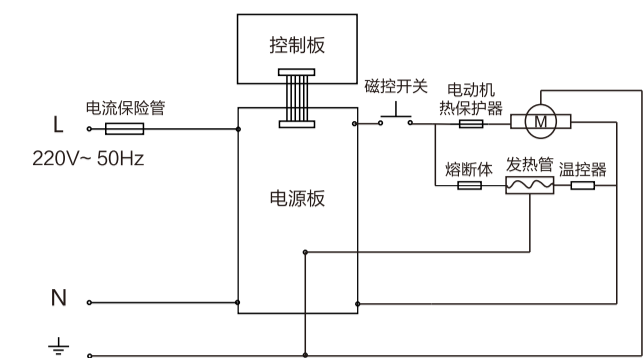 控制板
磁控开关
电动机
热保护器
电流保险管
L
M
220V~ 50Hz
熔断体
发热管
温控器
电源板
N